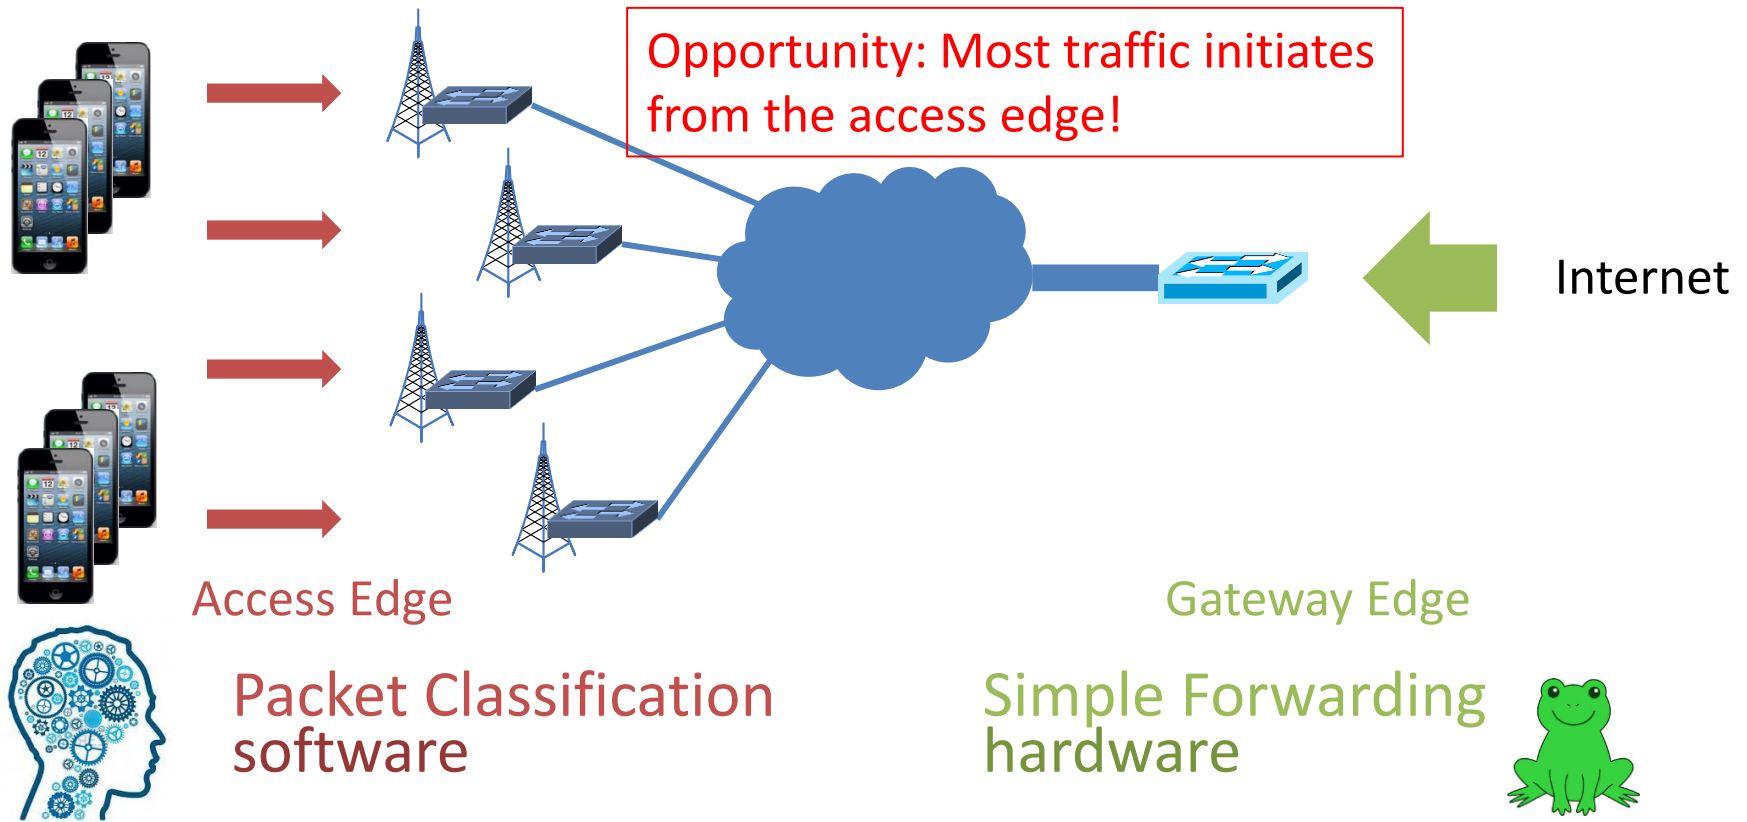 Opportunity: Most traffic initiates
from the access edge!
Internet
Access Edge
Gateway Edge
Packet Classification
software
Simple Forwarding
hardware